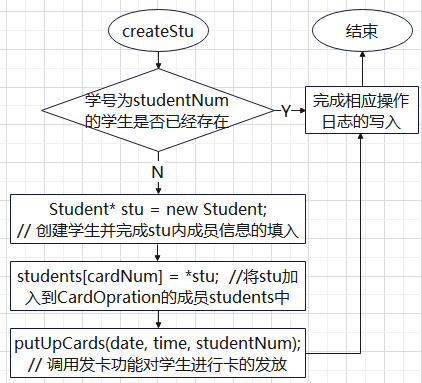 createStu
结束
学号为studentNum
的学生是否已经存在
Y
完成相应操作
日志的写入
N
Student* stu = new Student;
// 创建学生并完成stu内成员信息的填入
students[cardNum] = *stu;  //将stu加
入到CardOpration的成员students中
putUpCards(date, time, studentNum);
// 调用发卡功能对学生进行卡的发放